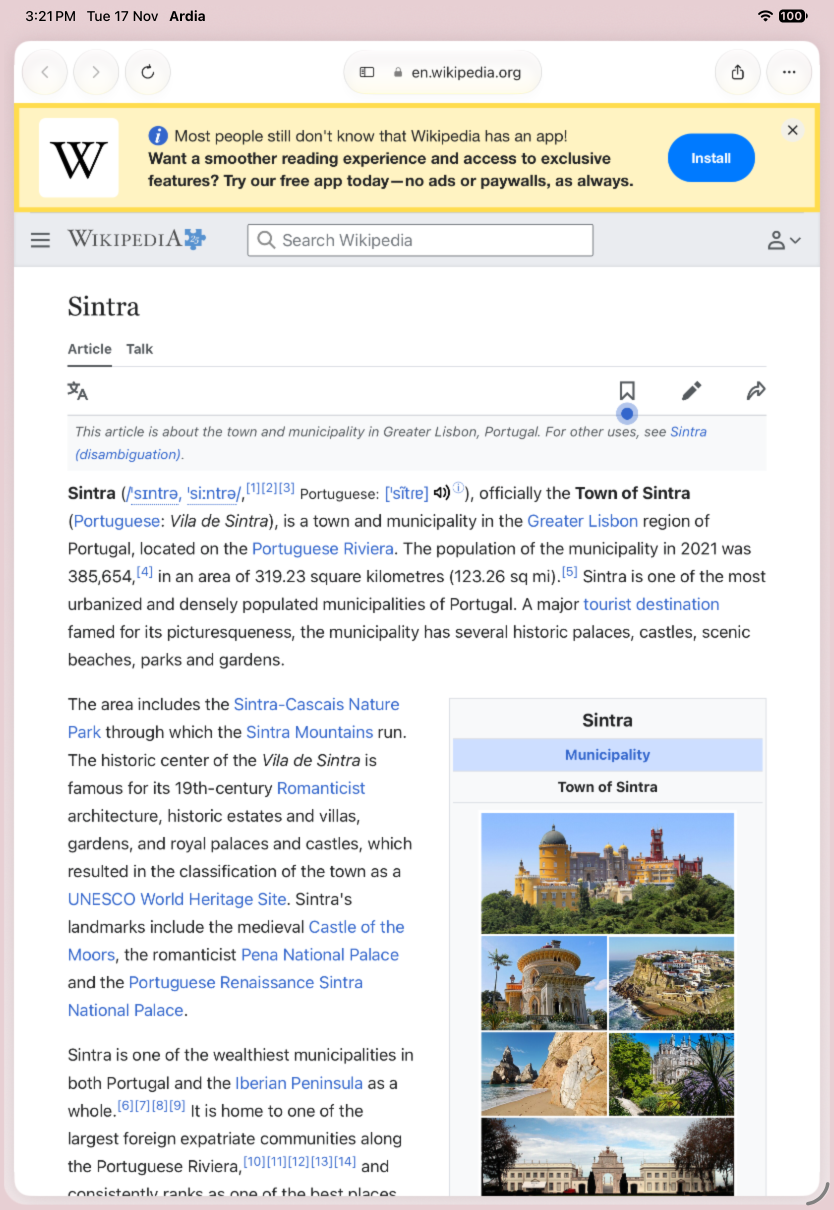 3:21 PM Tue 17 Nov Ardia
100
en.wikipedia.org
W
Most people still don't know that Wikipedia has an app!
Want a smoother reading experience and access to exclusive
features? Try our free app today—no ads or paywalls, as always.
Install
WIKIPEDIA
Search Wikipedia
Sintra
Article Talk
This article is about the town and municipality in Greater Lisbon, Portugal. For other uses, see Sintra
(disambiguation).
Sintra (/ˈsɪntrə, ˈsiːntrə/,[1][2][3] Portuguese: [ˈsĩtɾɐ] ⓘ), officially the Town of Sintra
(Portuguese: Vila de Sintra), is a town and municipality in the Greater Lisbon region of
Portugal, located on the Portuguese Riviera. The population of the municipality in 2021 was
385,654,[4] in an area of 319.23 square kilometres (123.26 sq mi).[5] Sintra is one of the most
urbanized and densely populated municipalities of Portugal. A major tourist destination
famed for its picturesqueness, the municipality has several historic palaces, castles, scenic
beaches, parks and gardens.
The area includes the Sintra-Cascais Nature
Park through which the Sintra Mountains run.
The historic center of the Vila de Sintra is
famous for its 19th-century Romanticist
architecture, historic estates and villas,
gardens, and royal palaces and castles, which
resulted in the classification of the town as a
UNESCO World Heritage Site. Sintra's
landmarks include the medieval Castle of the
Moors, the romanticist Pena National Palace
and the Portuguese Renaissance Sintra
National Palace.
Sintra is one of the wealthiest municipalities in
both Portugal and the Iberian Peninsula as a
whole.[6][7][8][9] It is home to one of the
largest foreign expatriate communities along
the Portuguese Riviera,[10][11][12][13][14] and
consistently ranks as one of the best places
Sintra
Municipality
Town of Sintra